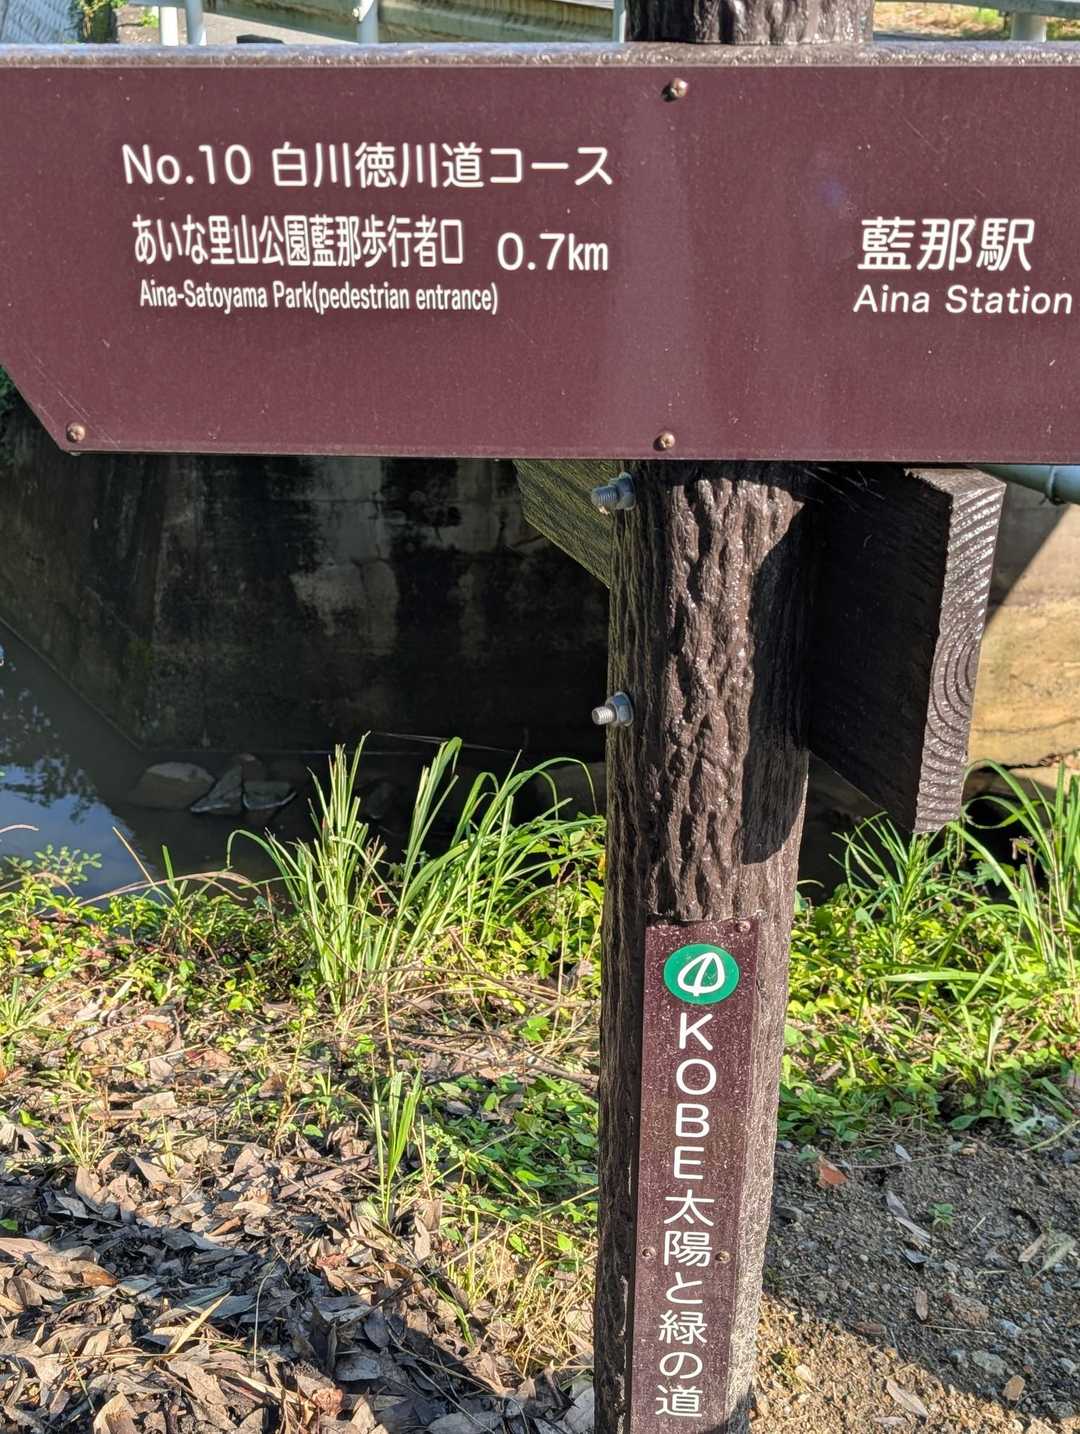 No.10 白川徳川道コース
あいな里山公園藍那歩行者口 0.7km
Aina-Satoyama Park(pedestrian entrance)
藍那駅
Aina Station
KOBE太陽と緑の道